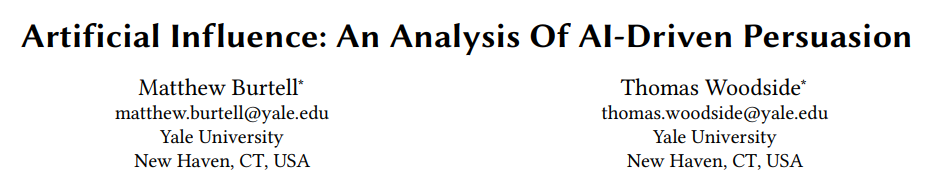 Artificial Influence: An Analysis Of AI-Driven Persuasion
Matthew Burtell*
matthew.burtell@yale.edu
Yale University
New Haven, CT, USA
Thomas Woodside*
thomas.woodside@yale.edu
Yale University
New Haven, CT, USA